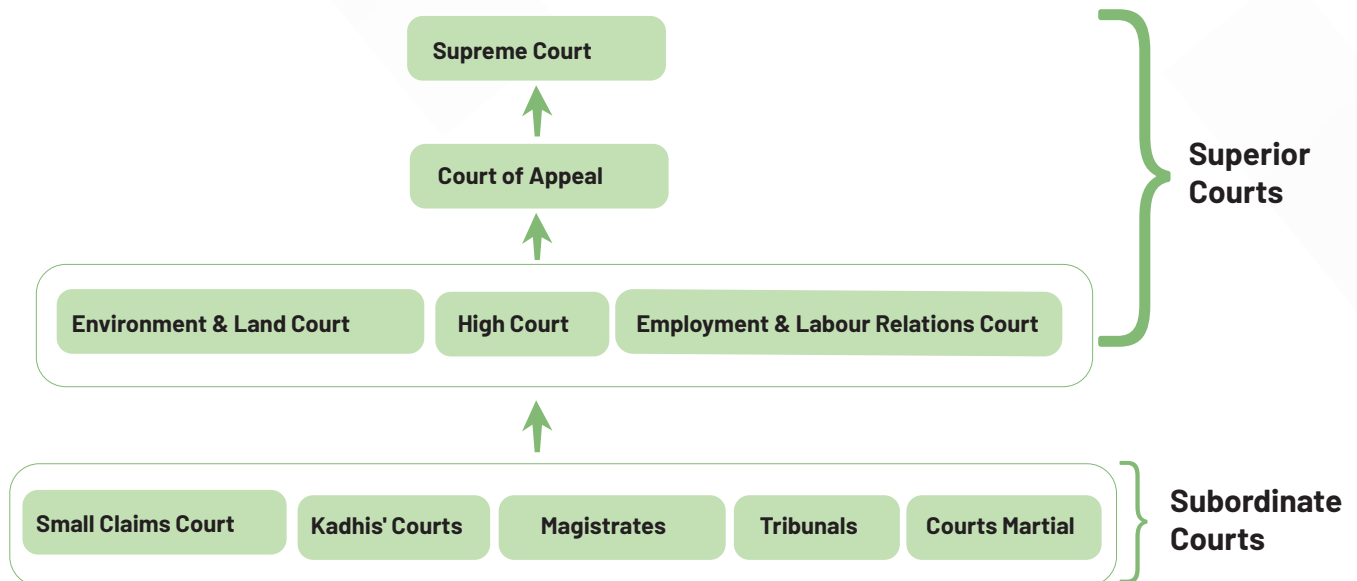 Supreme Court
Court of Appeal
Superior
Courts
Environment & Land Court
High Court
Employment & Labour Relations Court
Small Claims Court
Kadhis' Courts
Magistrates
Tribunals
Courts Martial
Subordinate
Courts